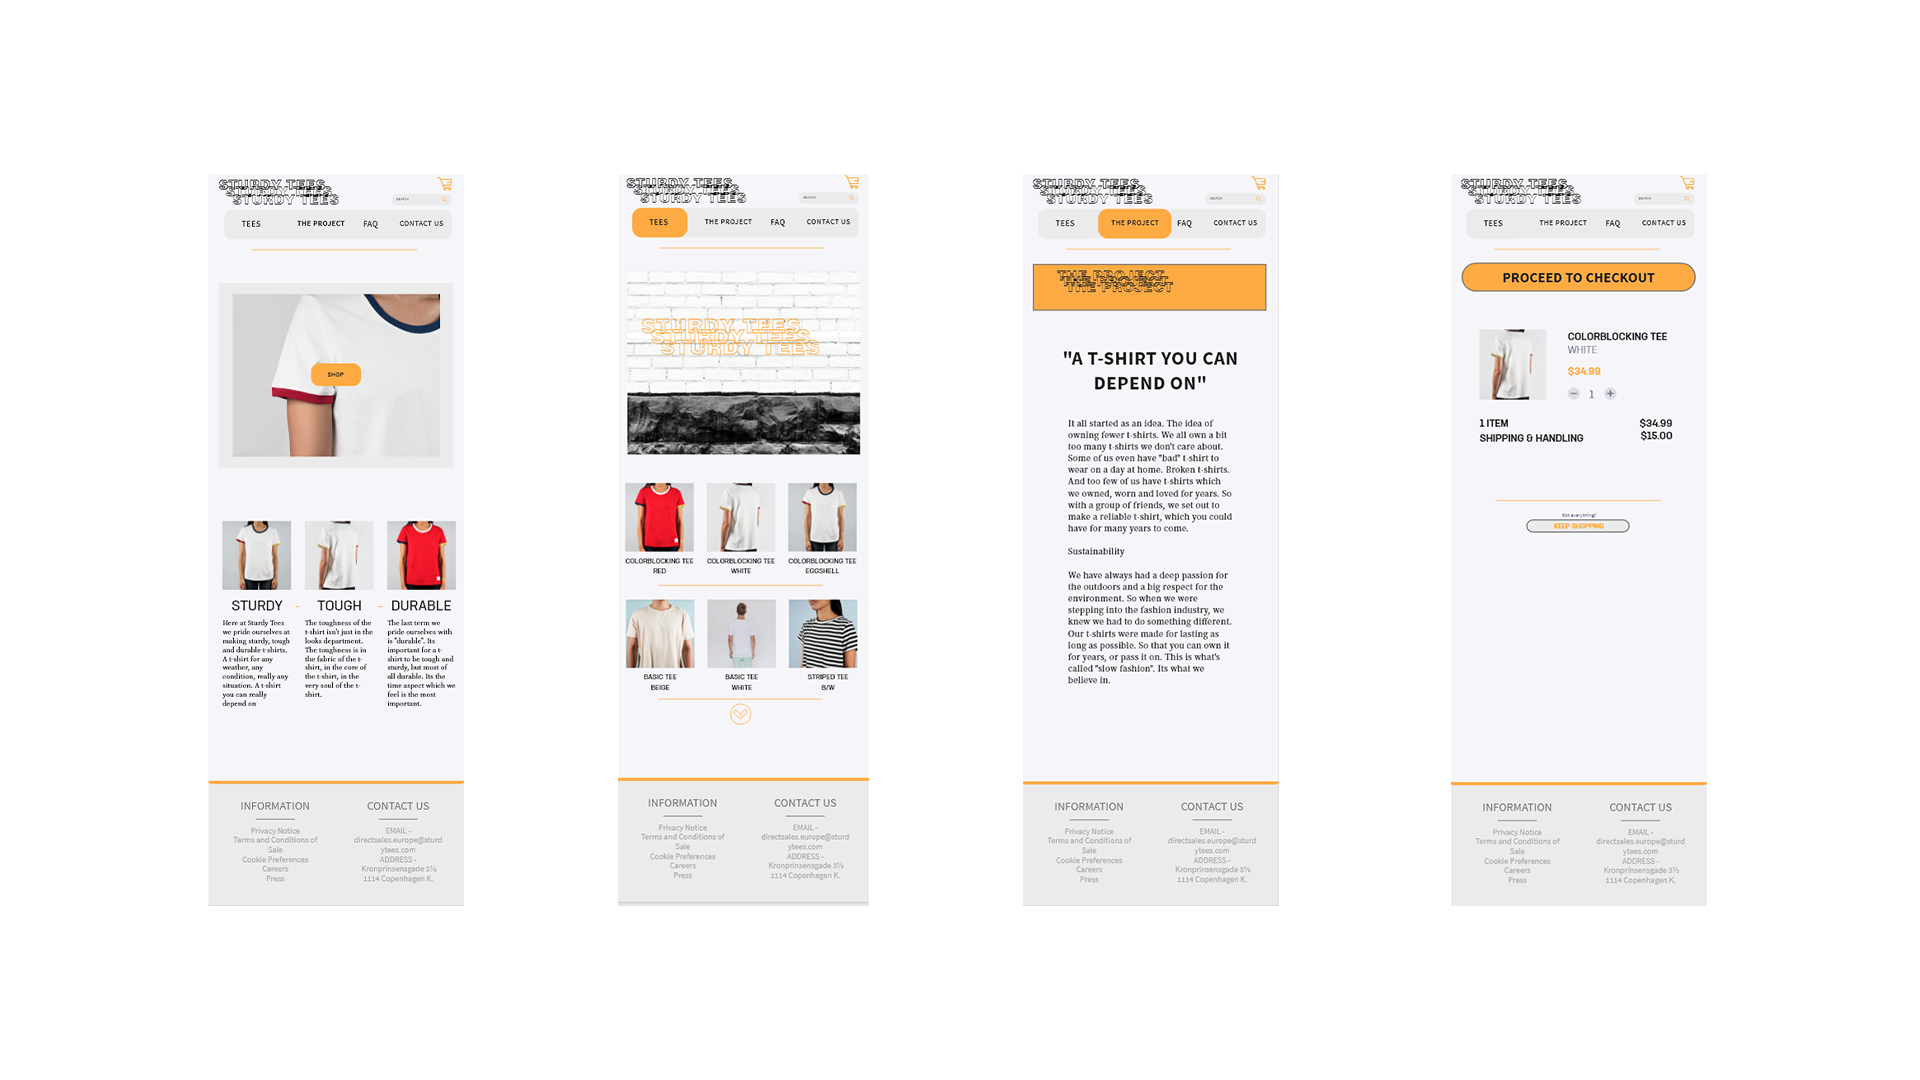 STURDY TEES
STURDY TEES
STURDY TEES
SEARCH
TEES THE PROJECT FAQ CONTACT US
SHOP
STURDY - TOUGH - DURABLE
Here at Sturdy Tees
we pride ourselves at
making sturdy, tough
and durable t-shirts.
A t-shirt for any
weather, any
condition, really any
situation. A t-shirt
you can really
depend on
The toughness of the
t-shirt isn't just in the
looks department.
The toughness is in
the fabric of the t-
shirt, in the core of
the t-shirt, in the
very soul of the t-
shirt.
The last term we
pride ourselves with
is "durable". Its
important for a t-
shirt to be tough and
sturdy, but most of
all durable. Its the
time aspect which we
feel is the most
important.
INFORMATION
Privacy Notice
Terms and Conditions of
Sale
Cookie Preferences
Careers
Press
CONTACT US
EMAIL -
directsales.europe@sturd
ytees.com
ADDRESS -
Kronprinsensgade 3½
1114 Copenhagen K.
STURDY TEES
STURDY TEES
STURDY TEES
SEARCH
TEES THE PROJECT FAQ CONTACT US
STURDY TEES
STURDY TEES
STURDY TEES
COLORBLOCKING TEE
RED
COLORBLOCKING TEE
WHITE
COLORBLOCKING TEE
EGGSHELL
BASIC TEE
BEIGE
BASIC TEE
WHITE
STRIPED TEE
B/W
INFORMATION
Privacy Notice
Terms and Conditions of
Sale
Cookie Preferences
Careers
Press
CONTACT US
EMAIL -
directsales.europe@sturd
ytees.com
ADDRESS -
Kronprinsensgade 3½
1114 Copenhagen K.
STURDY TEES
STURDY TEES
STURDY TEES
SEARCH
TEES THE PROJECT FAQ CONTACT US
THE PROJECT
THE PROJECT
THE PROJECT
"A T-SHIRT YOU CAN
DEPEND ON"
It all started as an idea. The idea of
owning fewer t-shirts. We all own a bit
too many t-shirts we don't care about.
Some of us even have "bad" t-shirt to
wear on a day at home. Broken t-shirts.
And too few of us have t-shirts which
we owned, worn and loved for years. So
with a group of friends, we set out to
make a reliable t-shirt, which you could
have for many years to come.
Sustainability
We have always had a deep passion for
the outdoors and a big respect for the
environment. So when we were
stepping into the fashion industry, we
knew we had to do something different.
Our t-shirts were made for lasting as
long as possible. So that you can own it
for years, or pass it on. This is what's
called "slow fashion". Its what we
believe in.
INFORMATION
Privacy Notice
Terms and Conditions of
Sale
Cookie Preferences
Careers
Press
CONTACT US
EMAIL -
directsales.europe@sturd
ytees.com
ADDRESS -
Kronprinsensgade 3½
1114 Copenhagen K.
STURDY TEES
STURDY TEES
STURDY TEES
SEARCH
TEES THE PROJECT FAQ CONTACT US
PROCEED TO CHECKOUT
COLORBLOCKING TEE
WHITE
$34.99
1
1 ITEM $34.99
SHIPPING & HANDLING $15.00
Got everything?
KEEP SHOPPING
INFORMATION
Privacy Notice
Terms and Conditions of
Sale
Cookie Preferences
Careers
Press
CONTACT US
EMAIL -
directsales.europe@sturd
ytees.com
ADDRESS -
Kronprinsensgade 3½
1114 Copenhagen K.